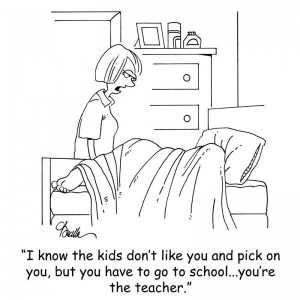 "I know the kids don't like you and pick on
you, but you have to go to school...you're
the teacher."